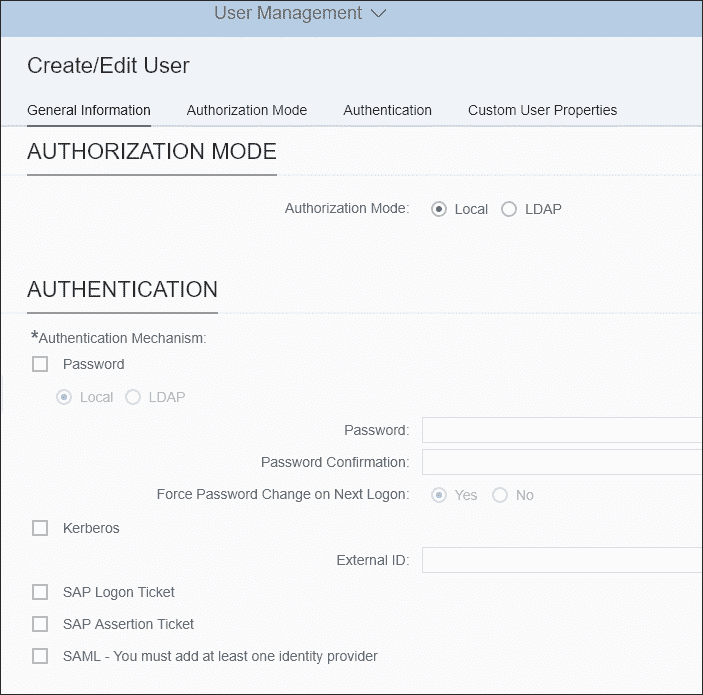 User Management
Create/Edit User
General Information Authorization Mode Authentication Custom User Properties
AUTHORIZATION MODE
Authorization Mode: Local LDAP
AUTHENTICATION
*Authentication Mechanism:
Password
Local LDAP
Password:
Password Confirmation:
Force Password Change on Next Logon: Yes No
Kerberos
External ID:
SAP Logon Ticket
SAP Assertion Ticket
SAML - You must add at least one identity provider